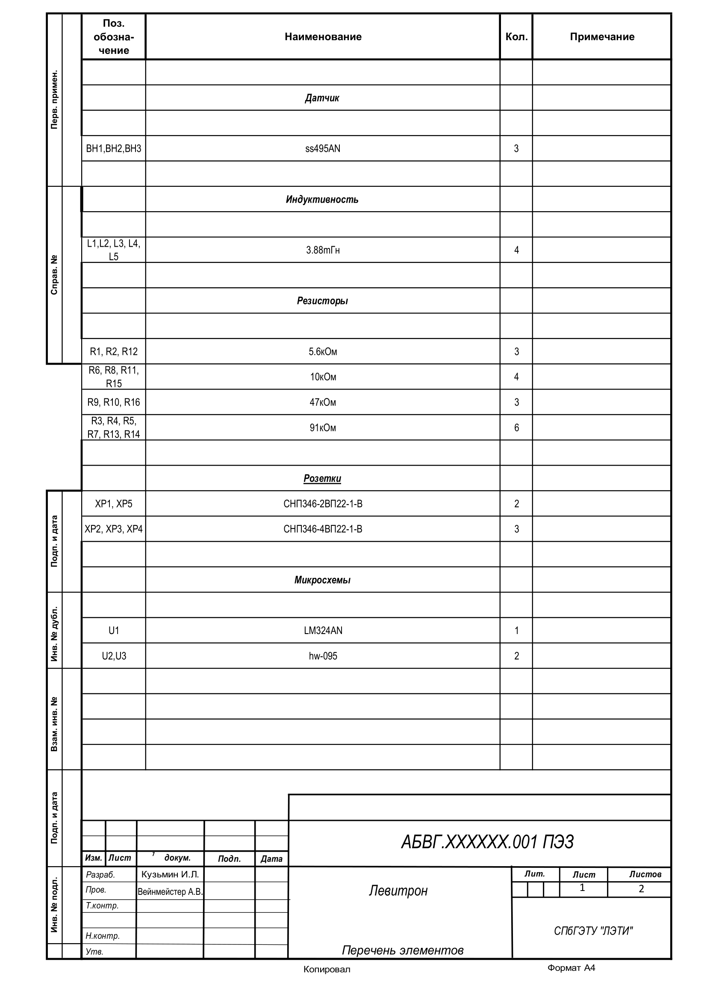 Поз.
обозна-
чение
Наименование
Кол.
Примечание
Перв. примен.
Датчик
BH1,BH2,BH3 ss495AN 3
Индуктивность
Справ. №
L1,L2, L3, L4,
L5
3.88mГн 4
Резисторы
R1, R2, R12 5.6кОм 3
R6, R8, R11,
R15
10кОм 4
R9, R10, R16 47кОм 3
R3, R4, R5,
R7, R13, R14
91кОм 6
Розетки
XP1, XP5 СНП346-2ВП22-1-В 2
XP2, XP3, XP4 СНП346-4ВП22-1-В 3
Подп. и дата
Микросхемы
Инв. № дубл.
U1 LM324AN 1
U2,U3 hw-095 2
Взам. инв. №
Подп. и дата
Инв. № подл.
АБВГ.XXXXXX.001 ПЭЗ
Изм. Лист 7 докум. Подп. Дата
Разраб. Кузьмин И.Л.
Пров. Вейнмейстер А.В.
Т.контр.
Н.контр.
Утв.
Левитрон
Перечень элементов
Лит. Лист Листов
1 2
СПбГЭТУ "ЛЭТИ"
Копировал Формат А4